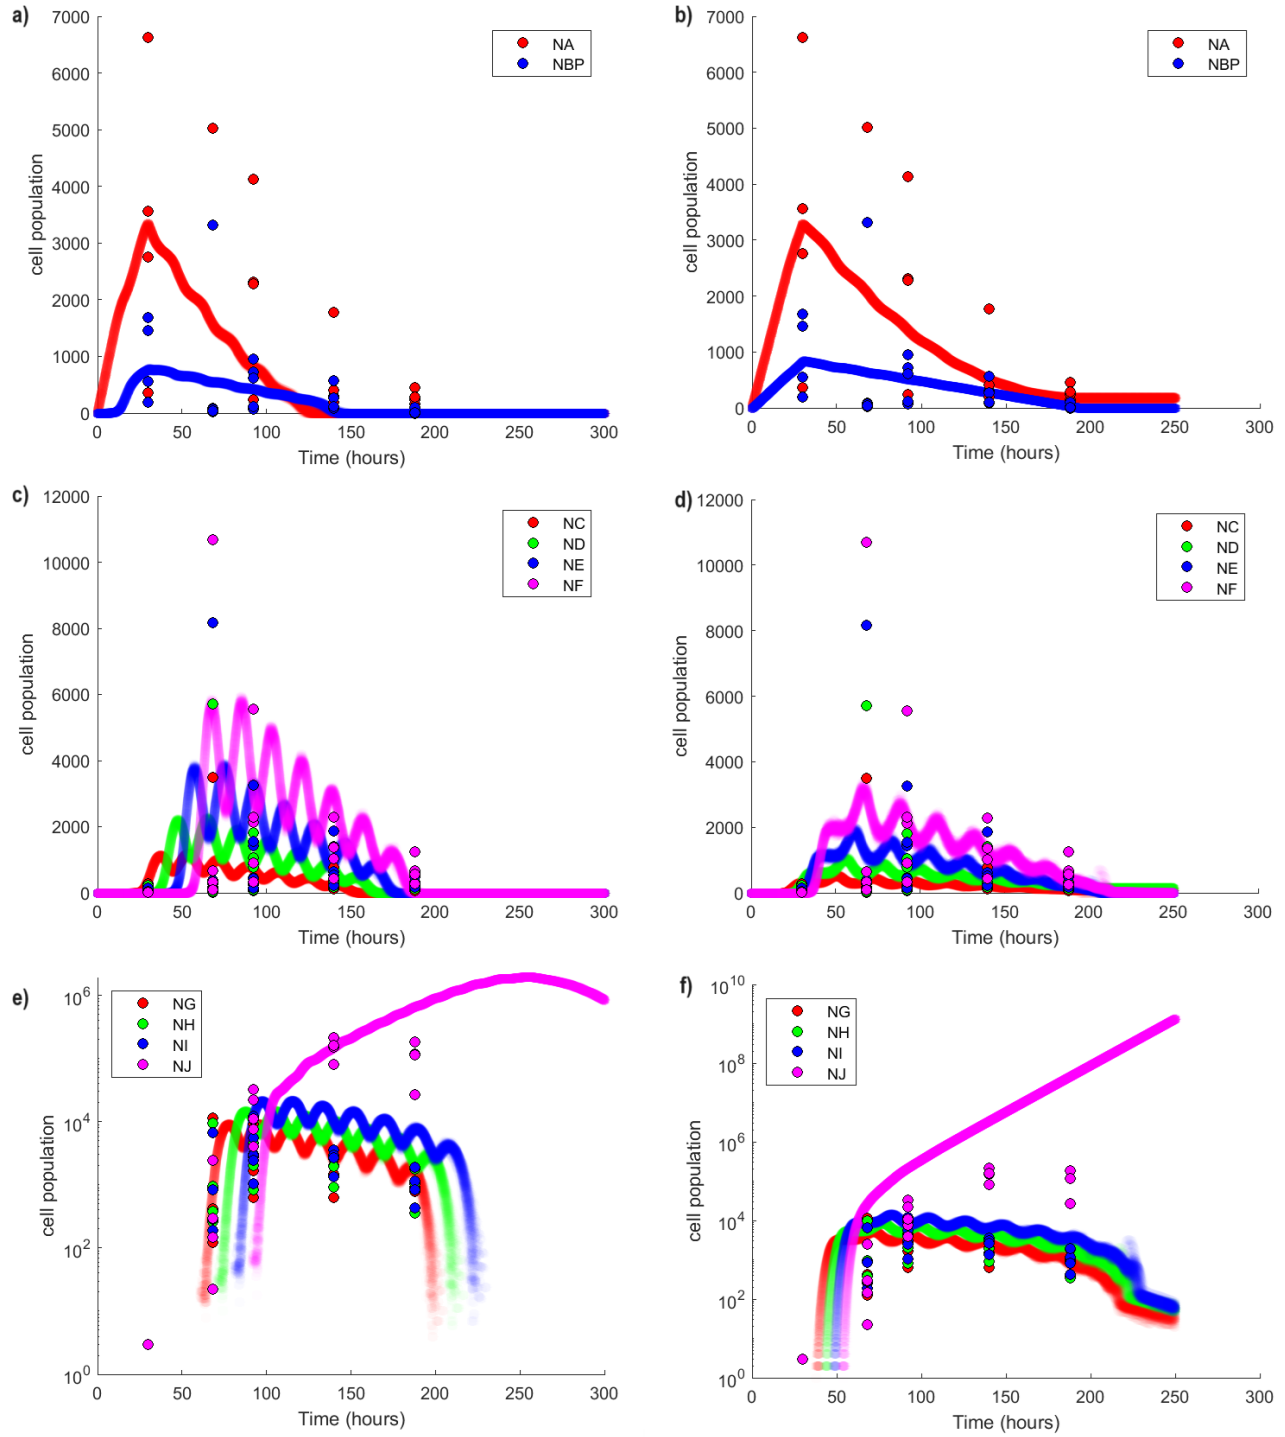 a)
7000
6000
5000
4000
3000
2000
1000
0
cell population
0 50 100 150 200 250 300
Time (hours)
NA
NBP
b)
7000
6000
5000
4000
3000
2000
1000
0
cell population
0 50 100 150 200 250 300
Time (hours)
NA
NBP
c)
12000
10000
8000
6000
4000
2000
0
cell population
0 50 100 150 200 250 300
Time (hours)
NC
ND
NE
NF
d)
12000
10000
8000
6000
4000
2000
0
cell population
0 50 100 150 200 250 300
Time (hours)
NC
ND
NE
NF
e)
10^6
10^4
10^2
10^0
cell population
0 50 100 150 200 250 300
Time (hours)
NG
NH
NI
NJ
f)
10^10
10^8
10^6
10^4
10^2
10^0
cell population
0 50 100 150 200 250 300
Time (hours)
NG
NH
NI
NJ